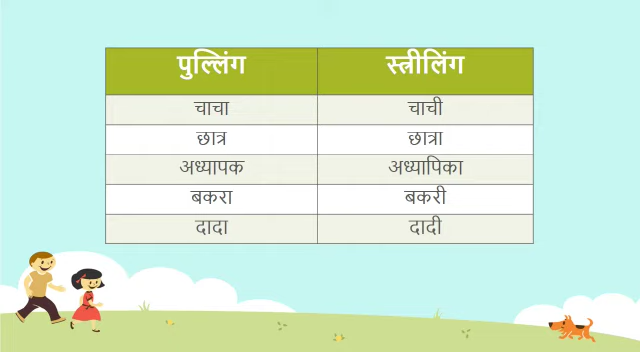 पुल्लिंग स्त्रीलिंग
चाचा चाची
छात्र छात्रा
अध्यापक अध्यापिका
बकरा बकरी
दादा दादी